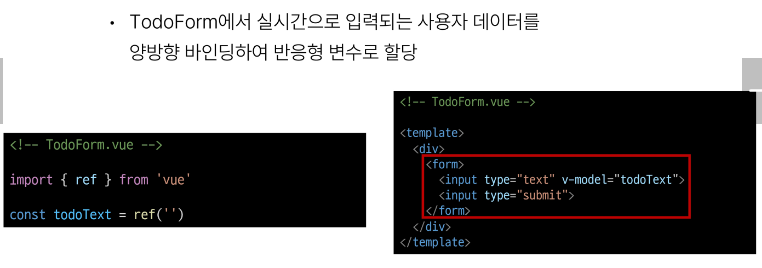 • TodoForm에서 실시간으로 입력되는 사용자 데이터를
양방향 바인딩하여 반응형 변수로 할당
<!-- TodoForm.vue -->
import { ref } from 'vue'
const todoText = ref('')
<!-- TodoForm.vue -->
<template>
<div>
<form>
<input type="text" v-model="todoText">
<input type="submit">
</form>
</div>
</template>